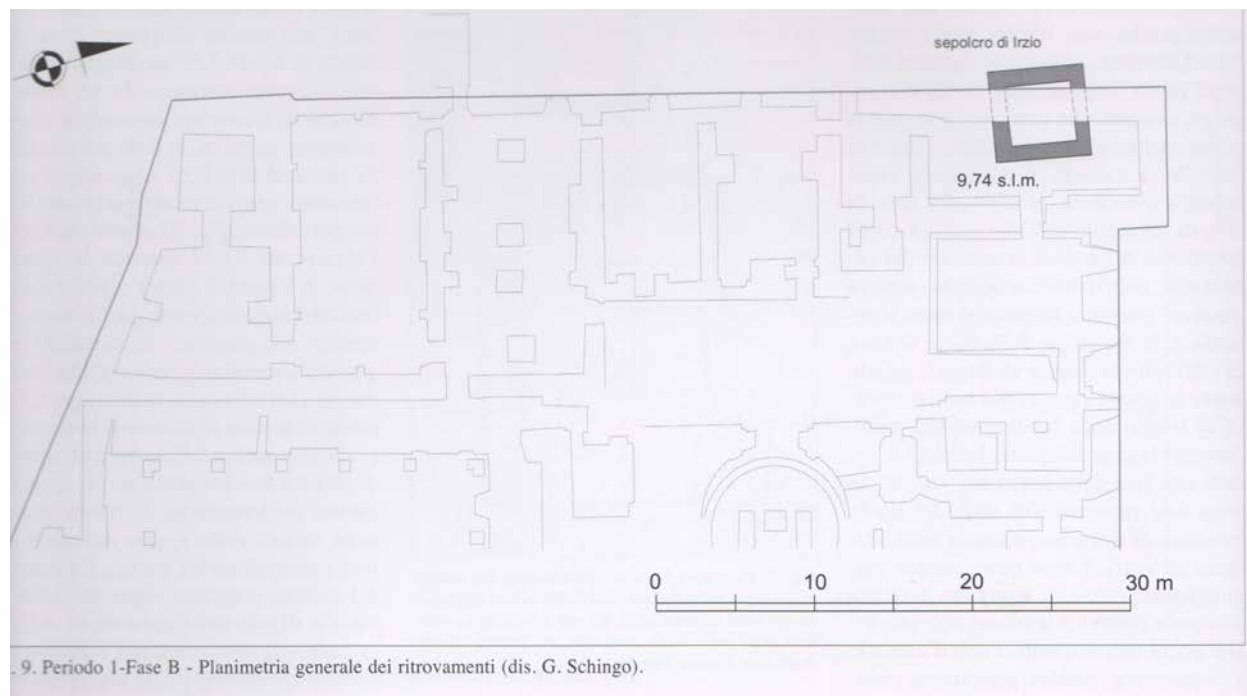 sepolcro di Irzio
9,74 s.l.m.
0 10 20 30 m
. 9. Periodo 1-Fase B - Planimetria generale dei ritrovamenti (dis. G. Schingo).